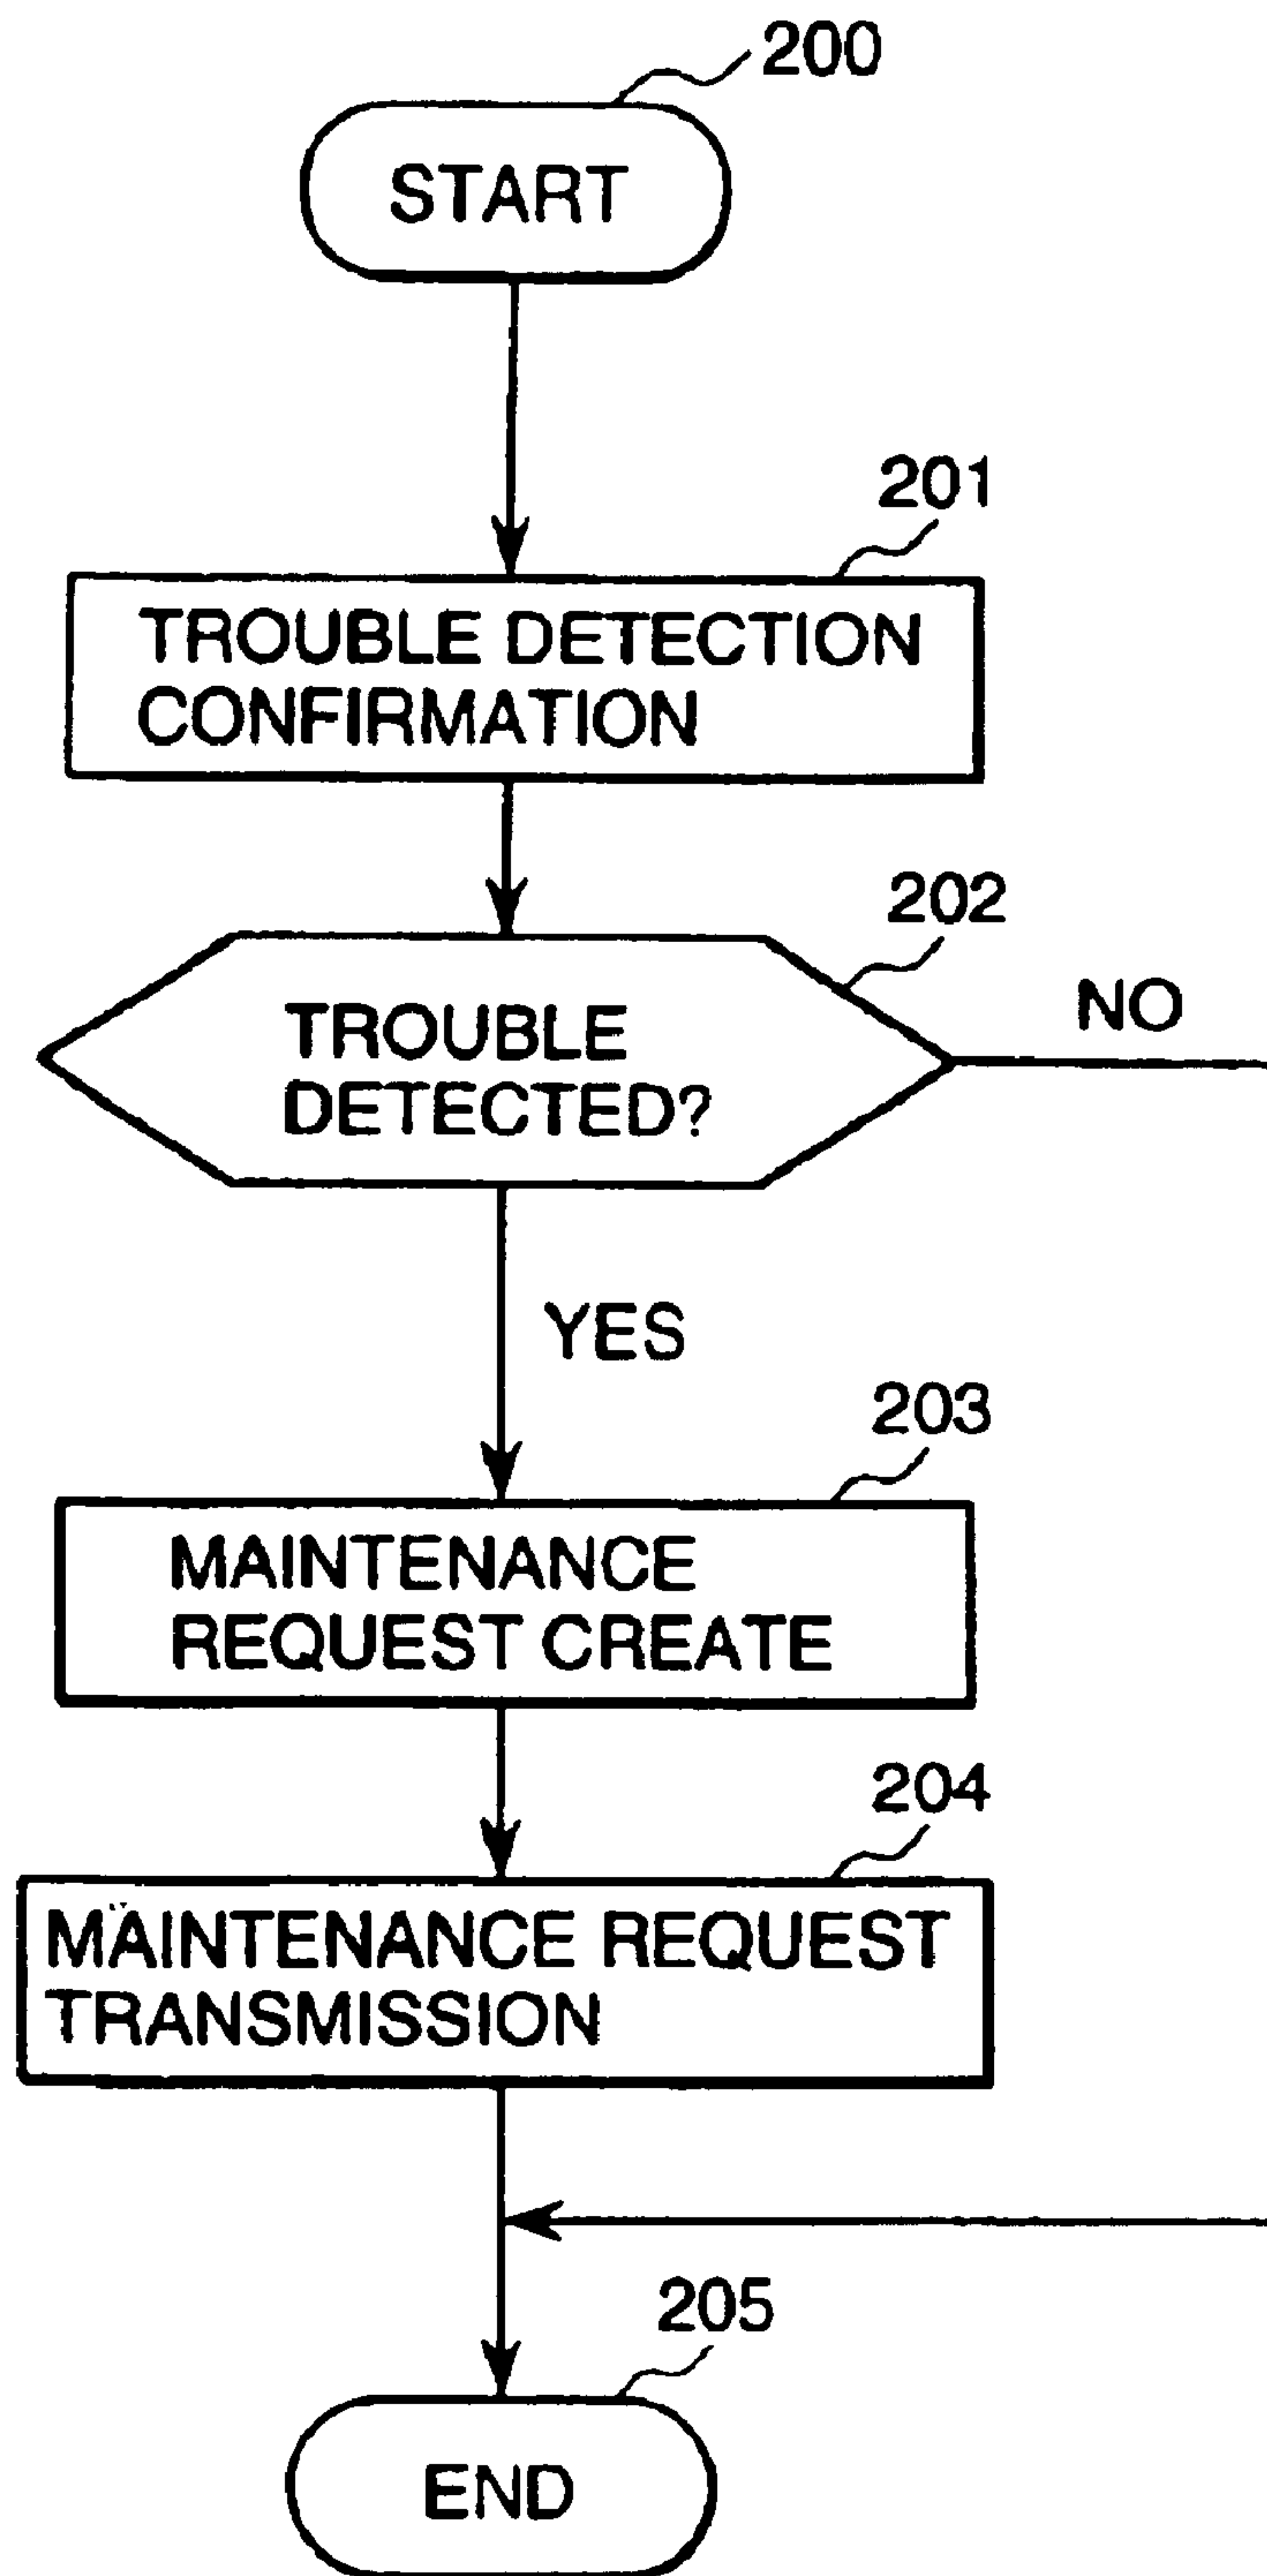 200
START
201
TROUBLE DETECTION
CONFIRMATION
202
TROUBLE
DETECTED?
NO
YES
203
MAINTENANCE
REQUEST CREATE
204
MAINTENANCE REQUEST
TRANSMISSION
205
END